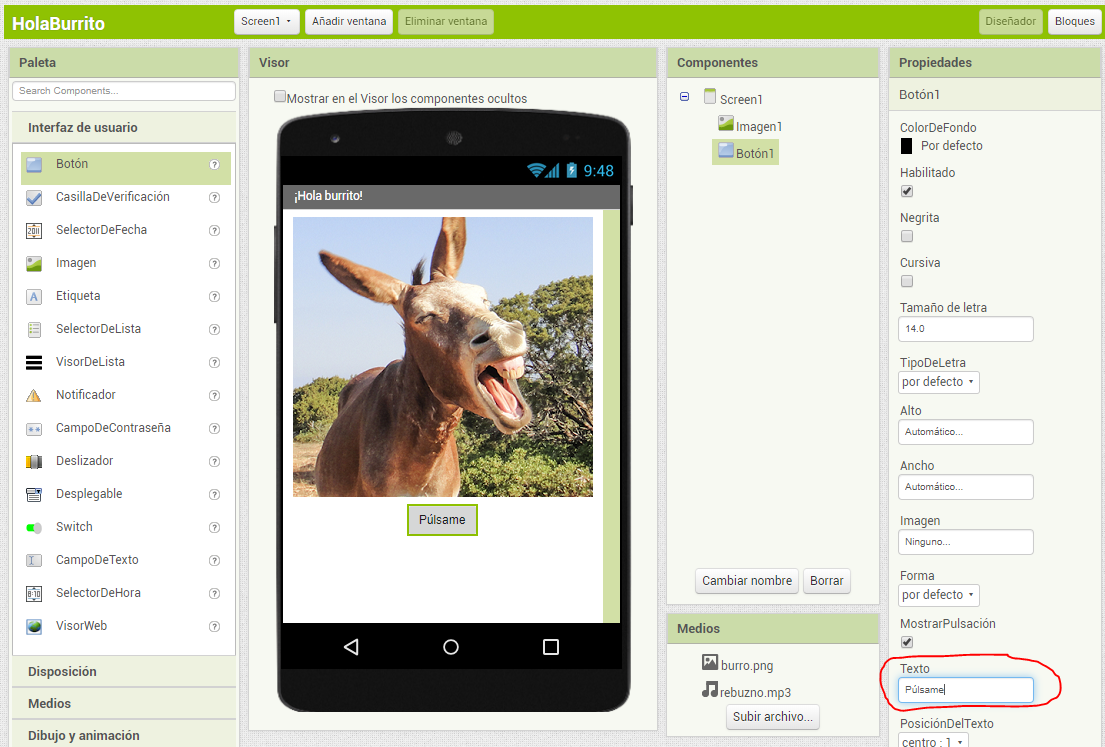 HolaBurrito
Screen1
Añadir ventana
Eliminar ventana
Diseñador
Bloques
Paleta
Search Components...
Interfaz de usuario
Botón
CasillaDeVerificación
SelectorDeFecha
Imagen
Etiqueta
SelectorDeLista
VisorDeLista
Notificador
CampoDeContraseña
Deslizador
Desplegable
Switch
CampoDeTexto
SelectorDeHora
VisorWeb
Disposición
Medios
Dibujo y animación
Visor
Mostrar en el Visor los componentes ocultos
9:48
¡Hola burrito!
Púlsame
Componentes
Screen1
Imagen1
Botón1
Cambiar nombre
Borrar
Medios
burro.png
rebuzno.mp3
Subir archivo...
Propiedades
Botón1
ColorDeFondo
Por defecto
Habilitado
Negrita
Cursiva
Tamaño de letra
14.0
TipoDeLetra
por defecto
Alto
Automático...
Ancho
Automático...
Imagen
Ninguno...
Forma
por defecto
MostrarPulsación
Texto
Púlsame
PosiciónDelTexto
centro : 1